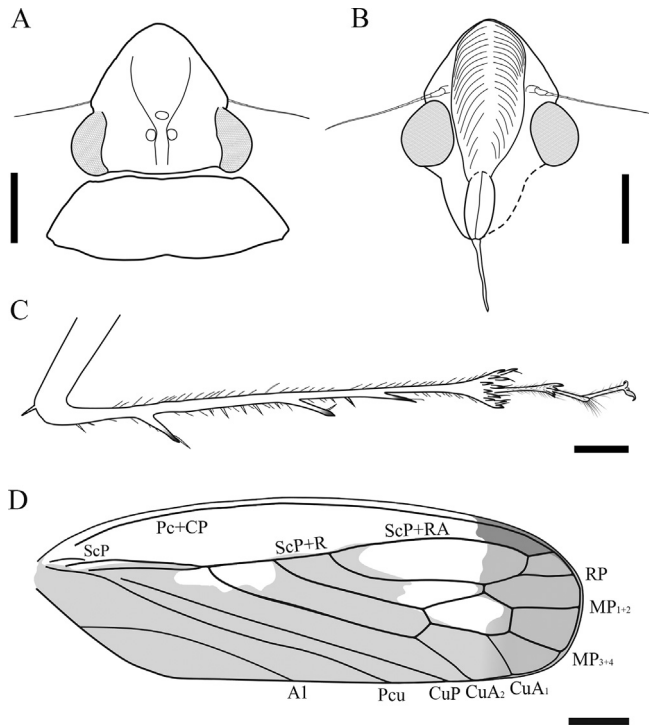 A
B
C
D
Pc+CP
ScP
ScP+R
ScP+RA
RP
MP₁₊₂
MP₃₊₄
A1 Pcu CuP CuA₂ CuA₁